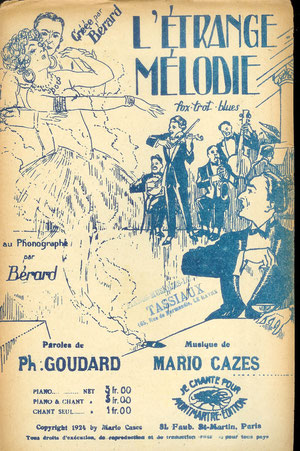 Créée par
Bérard
L'ÉTRANGE
MÉLODIE
fox-trot-blues
au Phonographe
par
Bérard
TASSIAUX
Paroles de
Ph. GOUDARD
Musique de
MARIO CAZES
PIANO........ NET 3 fr.00
PIANO & CHANT » 3 fr.00
CHANT SEUL...... » 1 fr.00
JE CHANTE POUR
MONTMARTRE-ÉDITION
Copyright 1924 by Mario Cazes
81, Faub. St-Martin, Paris
Tous droits d'exécution, de reproduction et de traduction pour tous pays